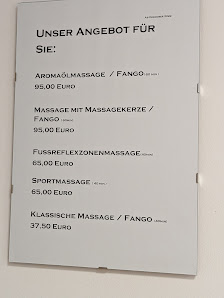 Unser Angebot für
Sie:
Aromaölmassage / Fango
95,00 Euro
Massage mit Massagekerze /
Fango
95,00 Euro
Fussreflexzonenmassage
65,00 Euro
Sportmassage
65,00 Euro
Klassische Massage / Fango
37,50 Euro